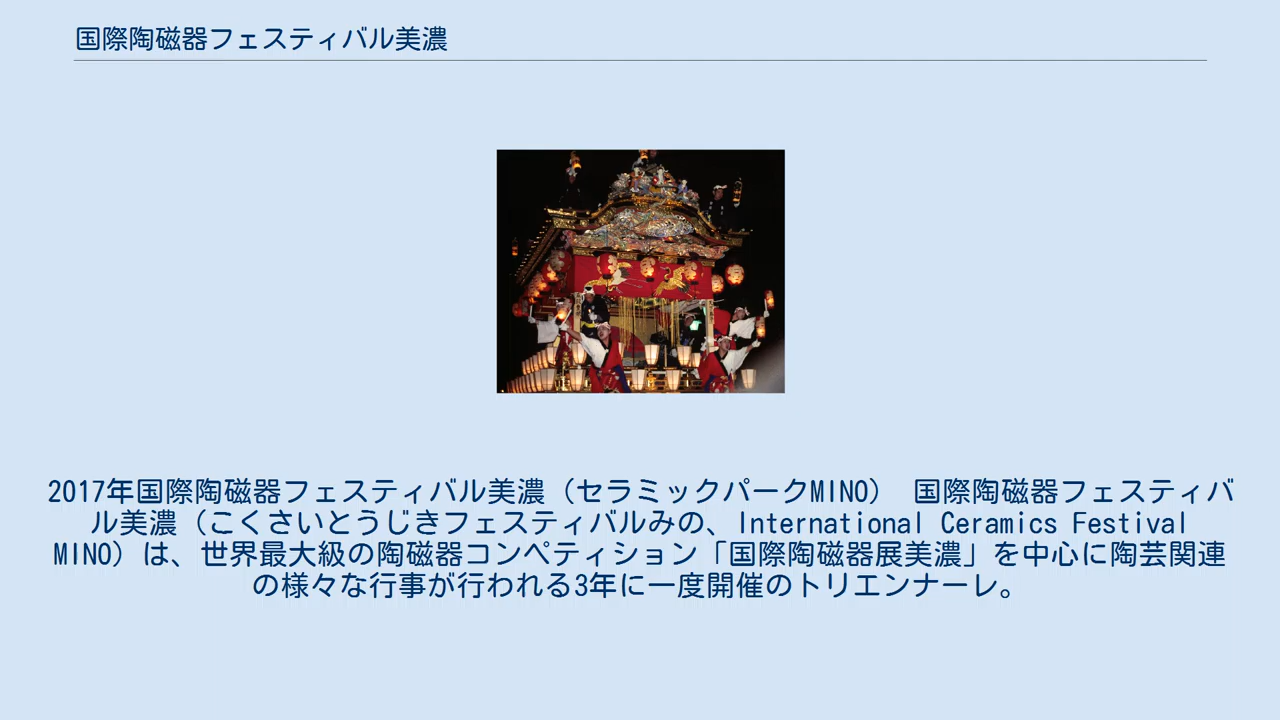 国際陶磁器フェスティバル美濃
2017年国際陶磁器フェスティバル美濃（セラミックパークMINO） 国際陶磁器フェスティバ
ル美濃（こくさいとうじきフェスティバルみの、International Ceramics Festival
MINO）は、世界最大級の陶磁器コンペティション「国際陶磁器展美濃」を中心に陶芸関連
の様々な行事が行われる3年に一度開催のトリエンナーレ。